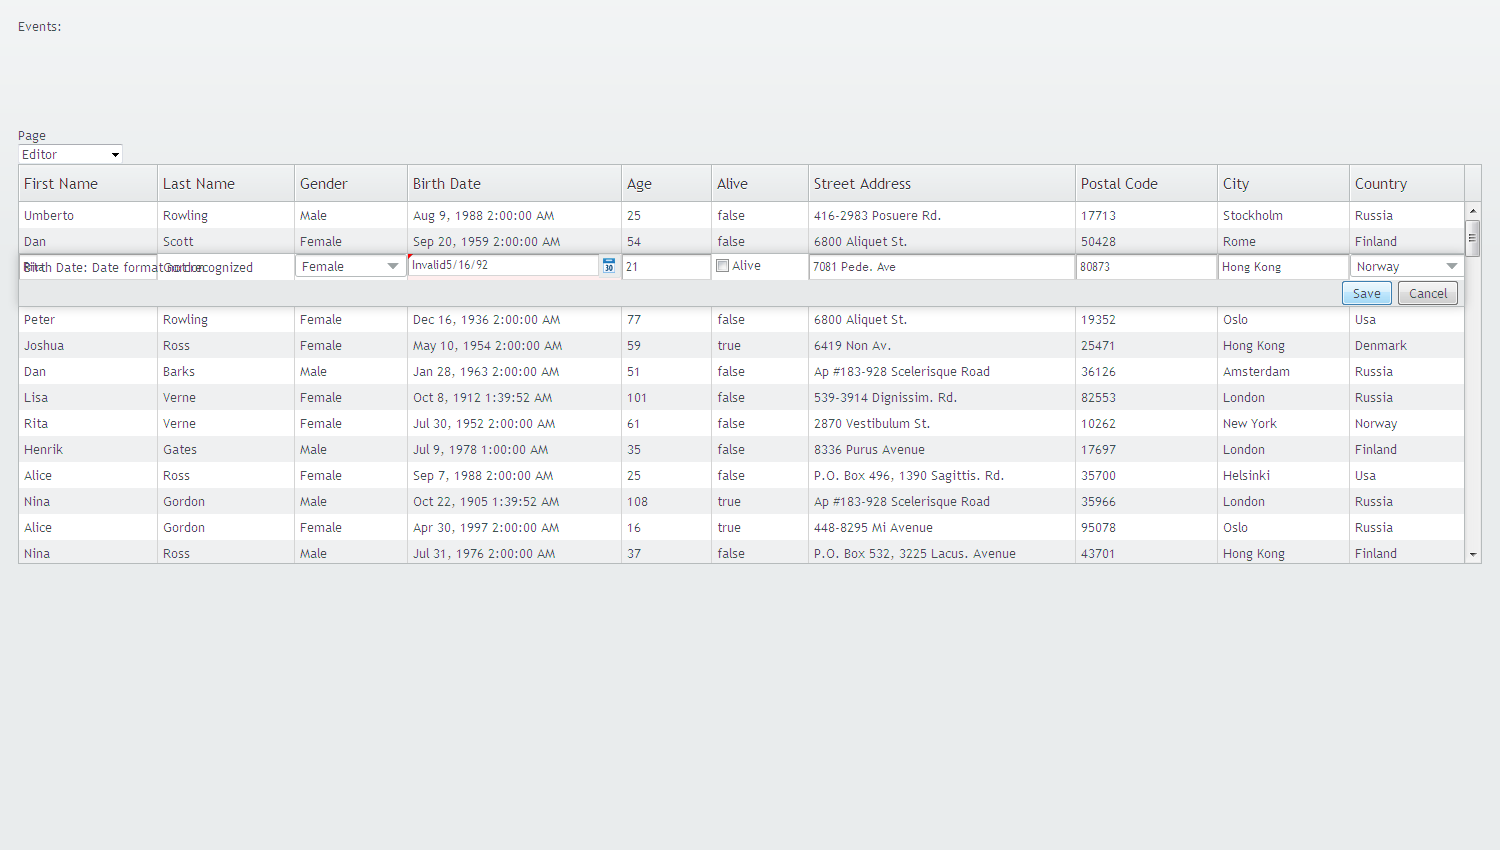 Events:
Page
Editor
First Name Last Name Gender Birth Date Age Alive Street Address Postal Code City Country
Umberto Rowling Male Aug 9, 1988 2:00:00 AM 25 false 416-2983 Posuere Rd. 17713 Stockholm Russia
Dan Scott Female Sep 20, 1959 2:00:00 AM 54 false 6800 Aliquet St. 50428 Rome Finland
Birth Date: Date format not recognized Female Invalid5/16/92 30 21 Alive 7081 Pede. Ave 80873 Hong Kong Norway
Save Cancel
Peter Rowling Female Dec 16, 1936 2:00:00 AM 77 false 6800 Aliquet St. 19352 Oslo Usa
Joshua Ross Female May 10, 1954 2:00:00 AM 59 true 6419 Non Av. 25471 Hong Kong Denmark
Dan Barks Male Jan 28, 1963 2:00:00 AM 51 false Ap #183-928 Scelerisque Road 36126 Amsterdam Russia
Lisa Verne Female Oct 8, 1912 1:39:52 AM 101 false 539-3914 Dignissim. Rd. 82553 London Russia
Rita Verne Female Jul 30, 1952 2:00:00 AM 61 false 2870 Vestibulum St. 10262 New York Norway
Henrik Gates Male Jul 9, 1978 1:00:00 AM 35 false 8336 Purus Avenue 17697 London Finland
Alice Ross Female Sep 7, 1988 2:00:00 AM 25 false P.O. Box 496, 1390 Sagittis. Rd. 35700 Helsinki Usa
Nina Gordon Male Oct 22, 1905 1:39:52 AM 108 true Ap #183-928 Scelerisque Road 35966 London Russia
Alice Gordon Female Apr 30, 1997 2:00:00 AM 16 true 448-8295 Mi Avenue 95078 Oslo Russia
Nina Ross Male Jul 31, 1976 2:00:00 AM 37 false P.O. Box 532, 3225 Lacus. Avenue 43701 Hong Kong Finland